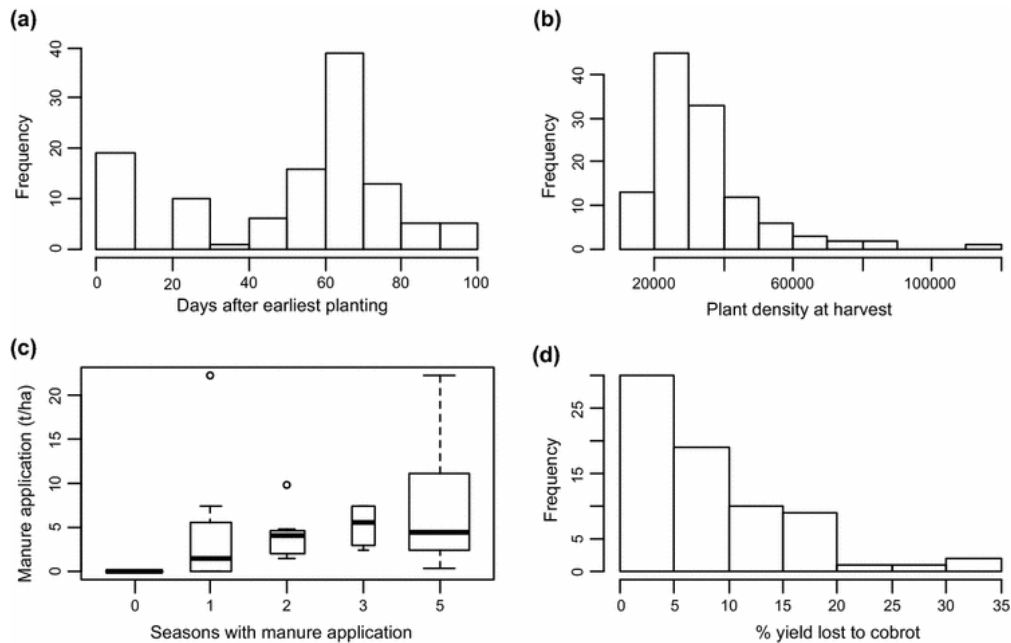 (a)
Frequency
40
30
20
10
0
0 20 40 60 80 100
Days after earliest planting
(b)
Frequency
40
30
20
10
0
20000 60000 100000
Plant density at harvest
(c)
Manure application (t/ha)
20
15
10
5
0
0 1 2 3 5
Seasons with manure application
(d)
Frequency
25
15
5
0
0 5 10 15 20 25 30 35
% yield lost to cobrot